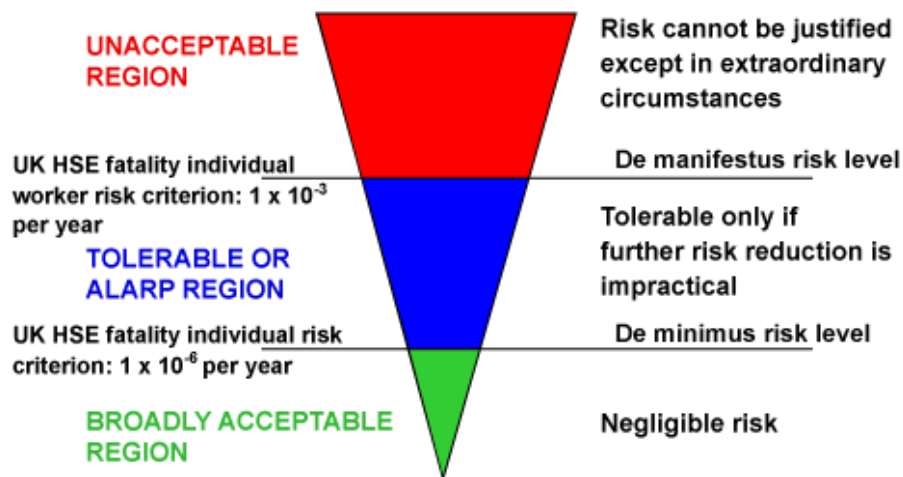 UNACCEPTABLE
REGION
Risk cannot be justified
except in extraordinary
circumstances
UK HSE fatality individual
worker risk criterion: 1 x 10⁻³
per year
De manifestus risk level
TOLERABLE OR
ALARP REGION
Tolerable only if
further risk reduction is
impractical
UK HSE fatality individual risk
criterion: 1 x 10⁻⁶ per year
De minimus risk level
BROADLY ACCEPTABLE
REGION
Negligible risk